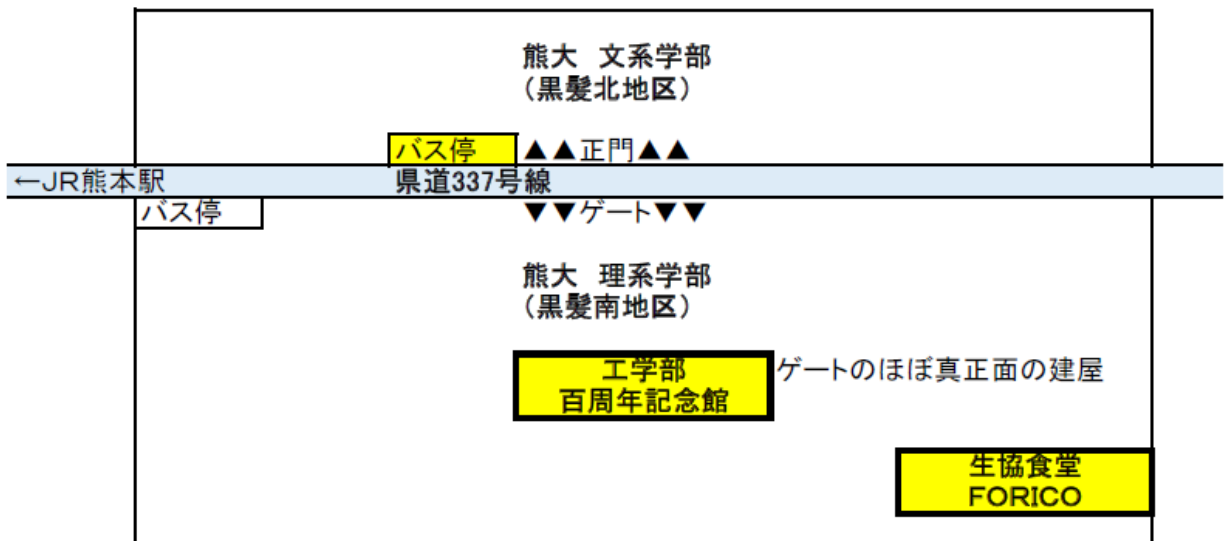 熊大　文系学部
（黒髪北地区）
バス停
▲▲正門▲▲
←JR熊本駅
県道337号線
バス停
▼▼ゲート▼▼
熊大　理系学部
（黒髪南地区）
工学部
百周年記念館
ゲートのほぼ真正面の建屋
生協食堂
FORICO